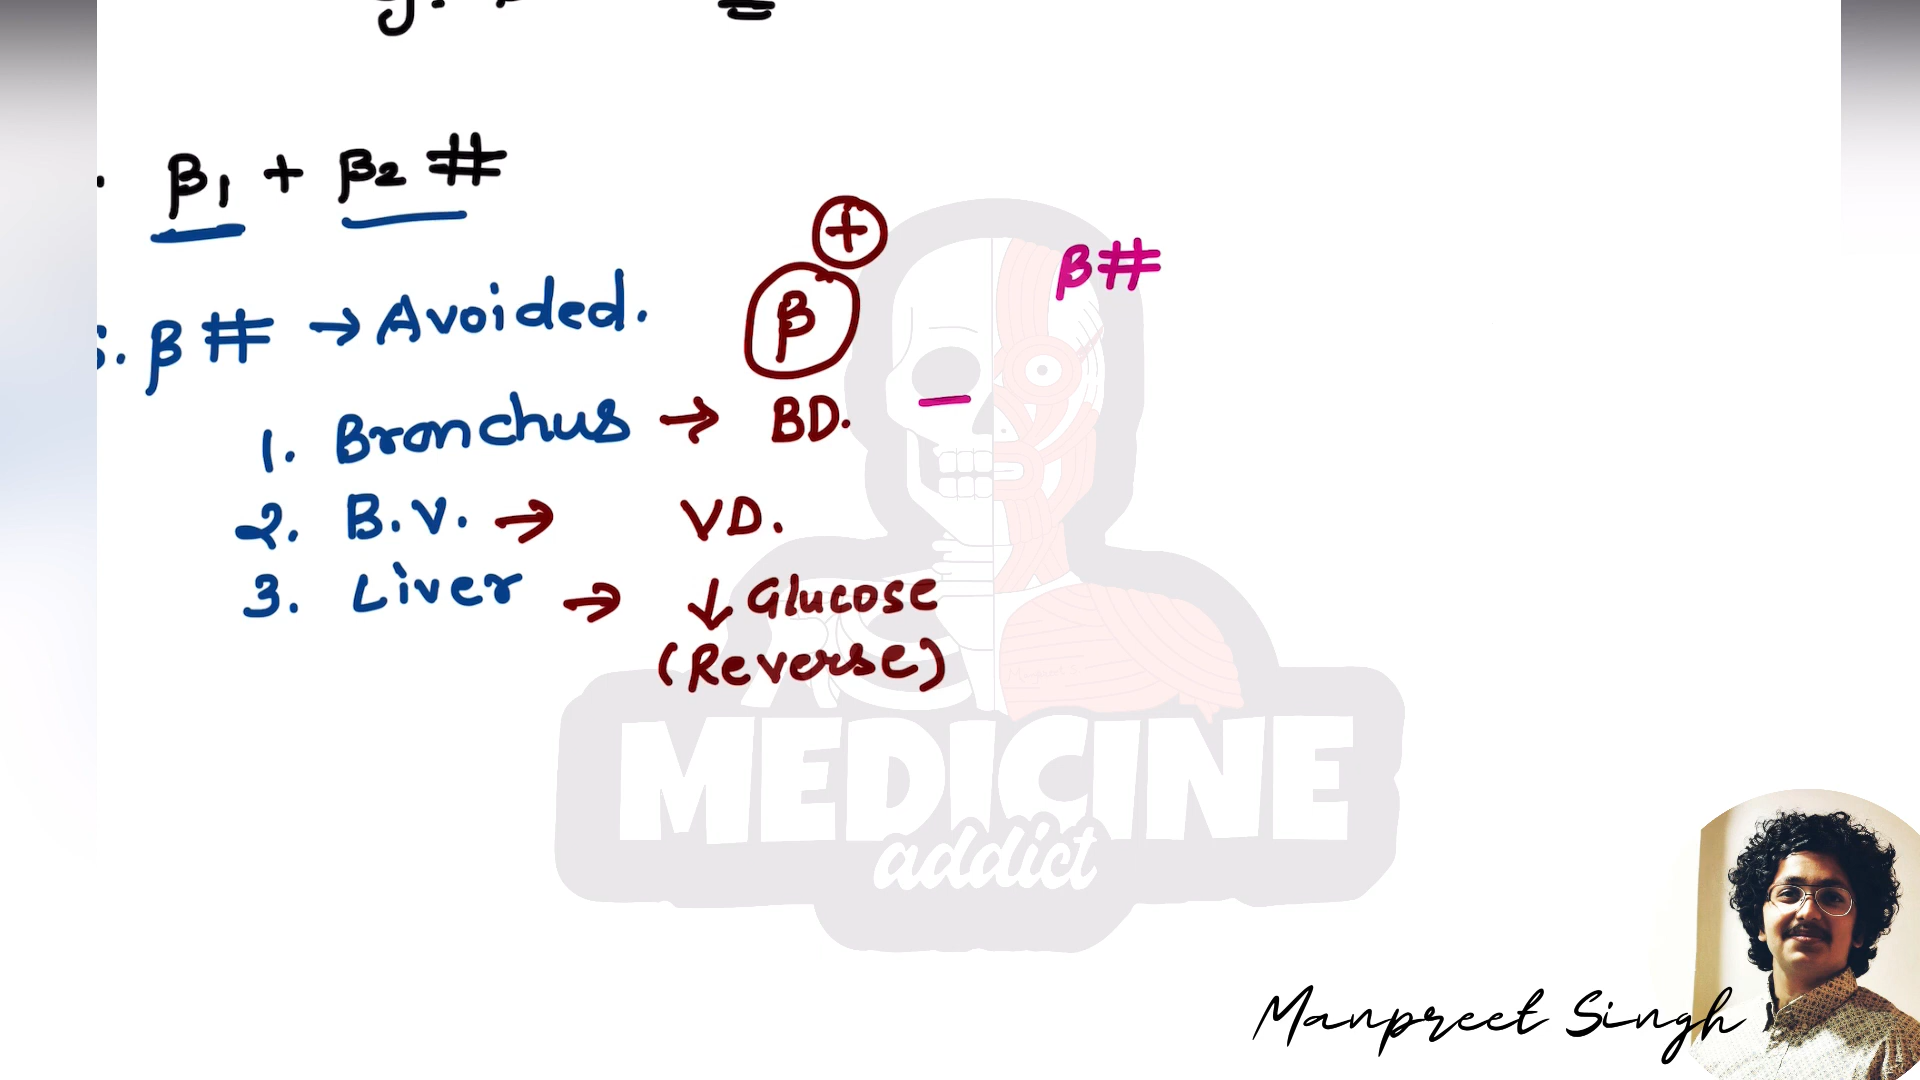 β1 + β2 #
+
β #
β # → Avoided.
β
1. Bronchus → BD. –
2. B.V. → VD.
3. Liver → ↓ Glucose
(Reverse)
MEDICINE
addict
Manpreet Singh